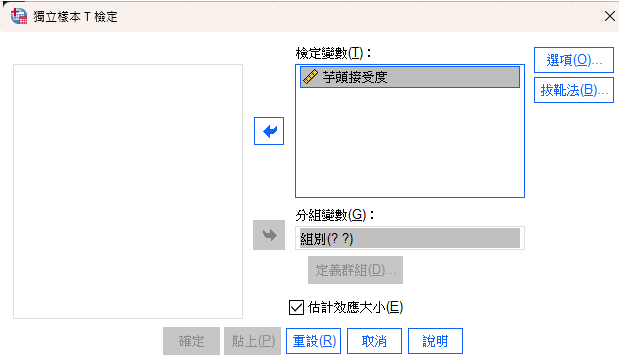 獨立樣本 T 檢定
檢定變數(T)：
芋頭接受度
選項(O)...
拔靴法(B)...
分組變數(G)：
組別(? ?)
定義群組(D)...
估計效應大小(E)
確定 貼上(P) 重設(R) 取消 說明